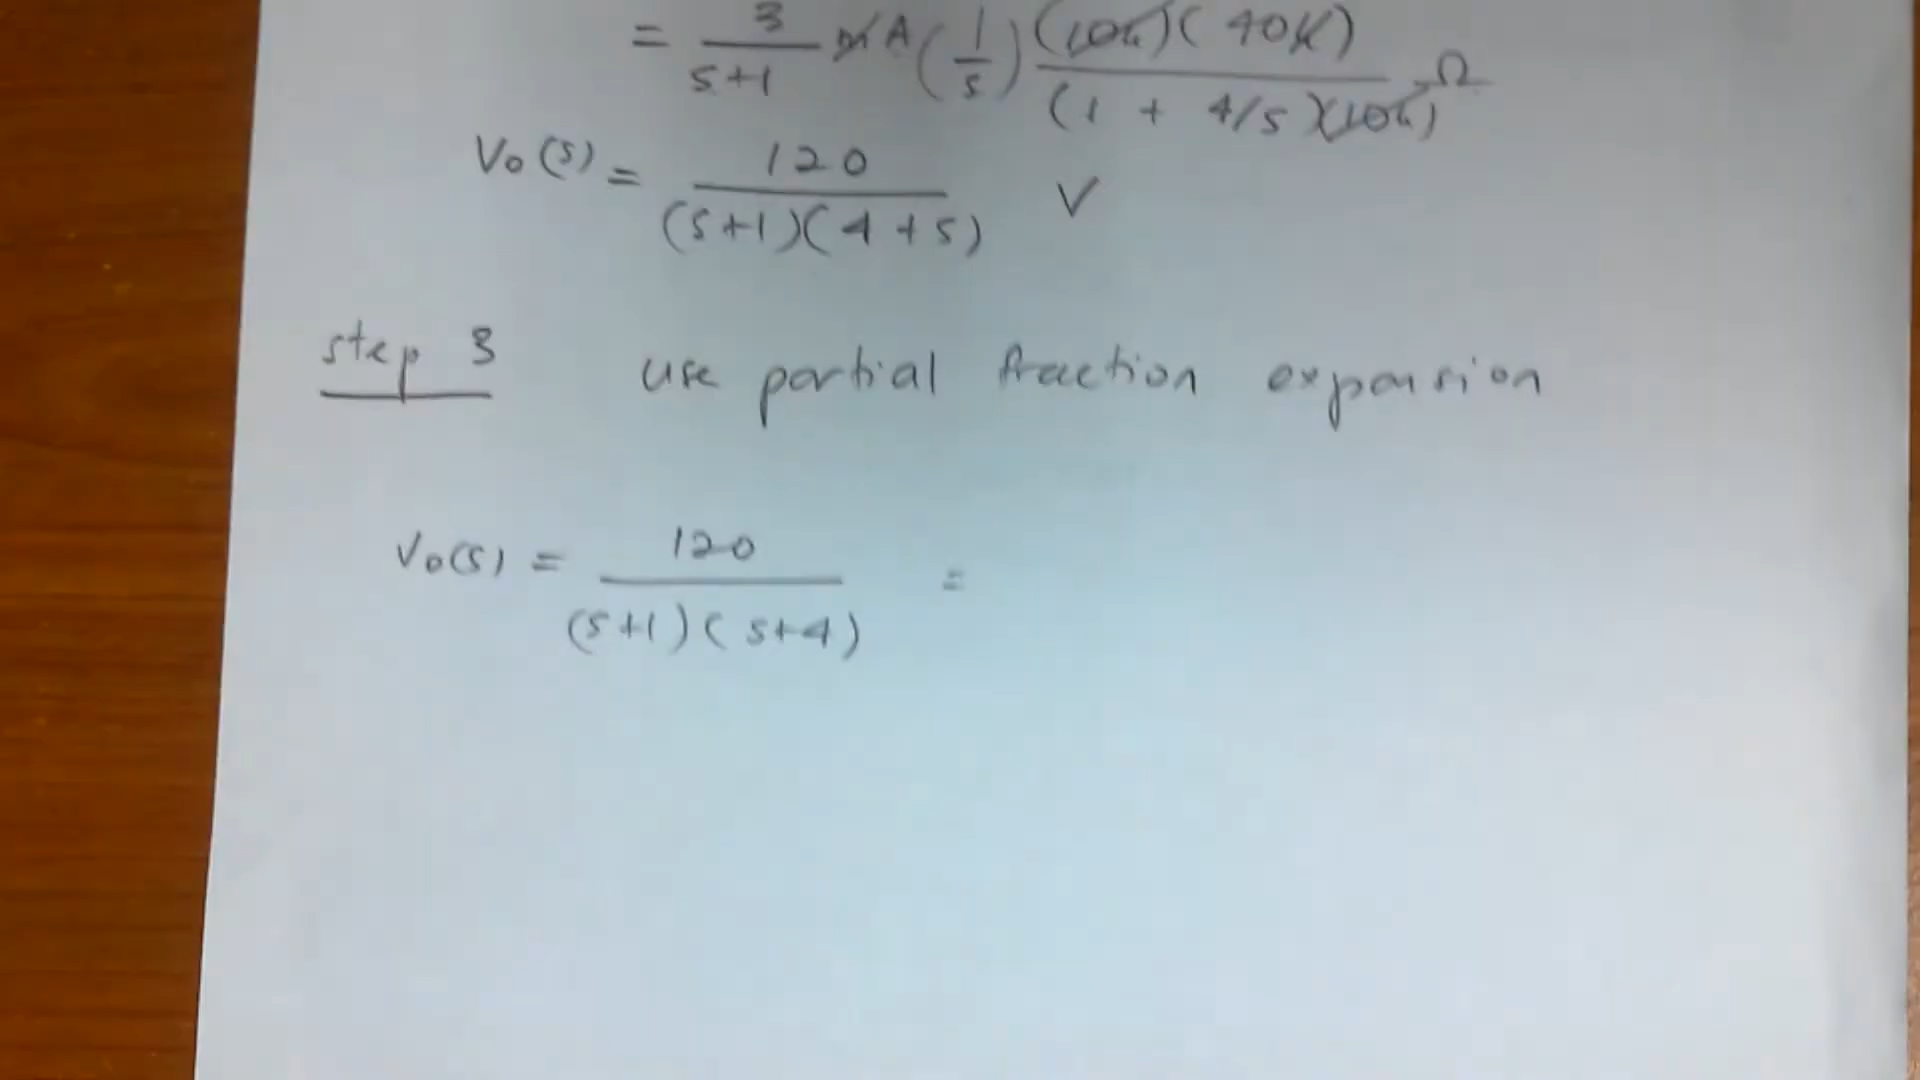 = 3/(s+1) mA (1/s) (10k)(40k)/((1 + 4/s)(10k)) Ω
Vo(s) = 120/((s+1)(4+s)) V
step 3 use partial fraction expansion
Vo(s) = 120/((s+1)(s+4)) =